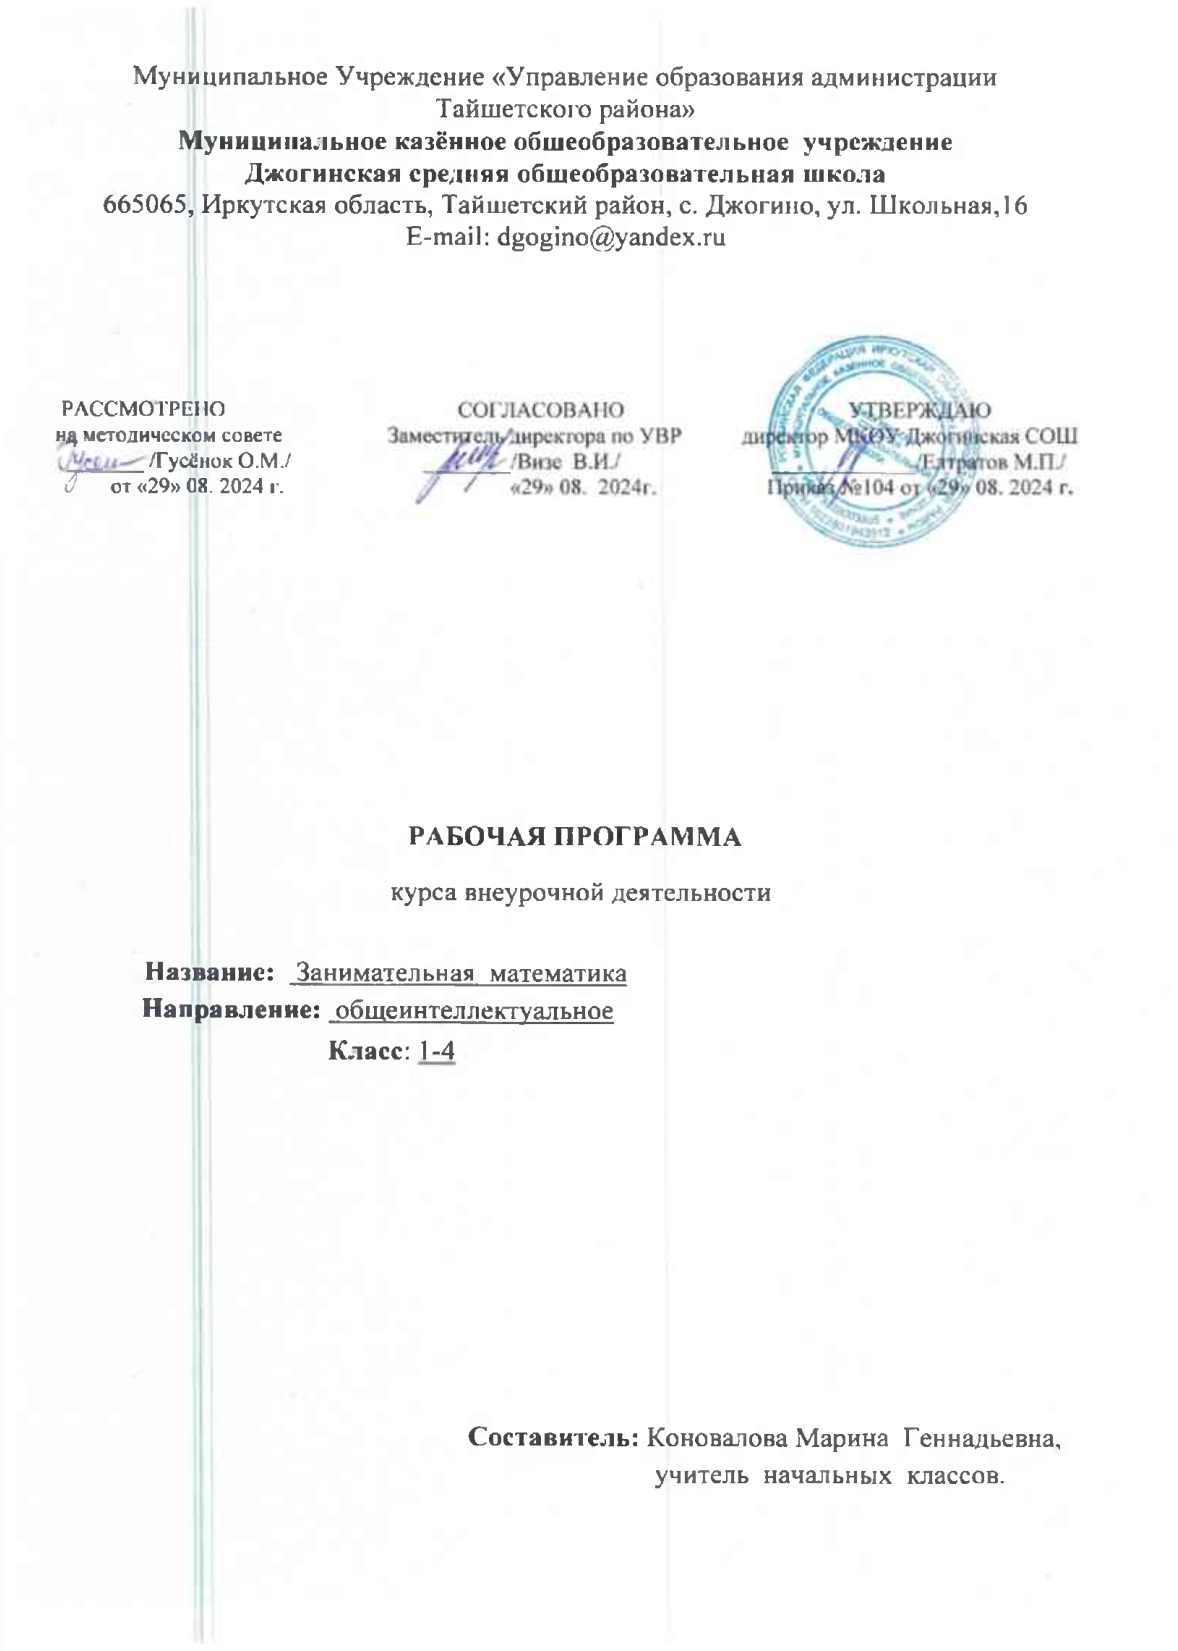 Муниципальное Учреждение «Управление образования администрации
Тайшетского района»
Муниципальное казённое обшеобразовательное учреждение
Джогинская средняя обшеобразовательная школа
665065, Иркутская область, Тайшетский район, с. Джогино, ул. Школьная,16
E-mail: dgogino@yandex.ru
РАССМОТРЕНО
на методическом совете
/Гусёнок О.М./
от «29» 08. 2024 г.
СОГЛАСОВАНО
Заместитель директора по УВР
/Визе В.И./
«29» 08. 2024г.
УТВЕРЖДАЮ
директор МКОУ Джогинская СОШ
/Елтратов М.П./
Приказ №104 от «29» 08. 2024 г.
РАБОЧАЯ ПРОГРАММА
курса внеурочной деятельности
Название: Занимательная математика
Направление: общеинтеллектуальное
Класс: 1-4
Составитель: Коновалова Марина Геннадьевна,
учитель начальных классов.